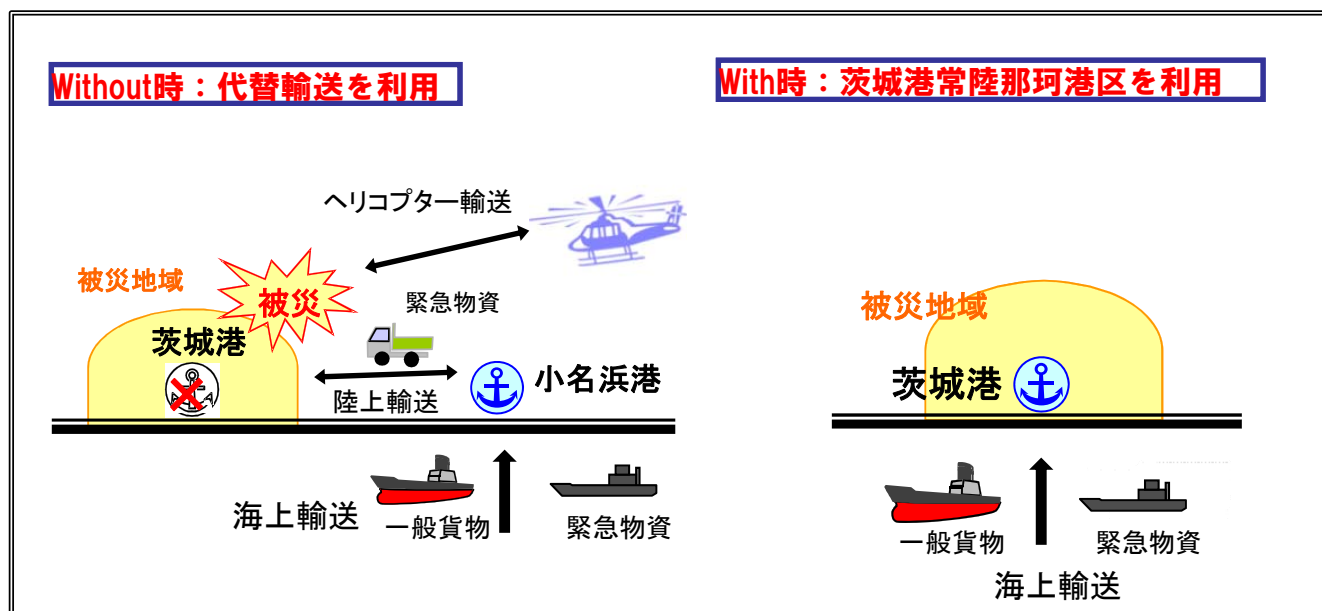 Without時：代替輸送を利用
ヘリコプター輸送
被災地域
被災
緊急物資
茨城港
小名浜港
陸上輸送
海上輸送
一般貨物
緊急物資
With時：茨城港常陸那珂港区を利用
被災地域
茨城港
一般貨物
緊急物資
海上輸送